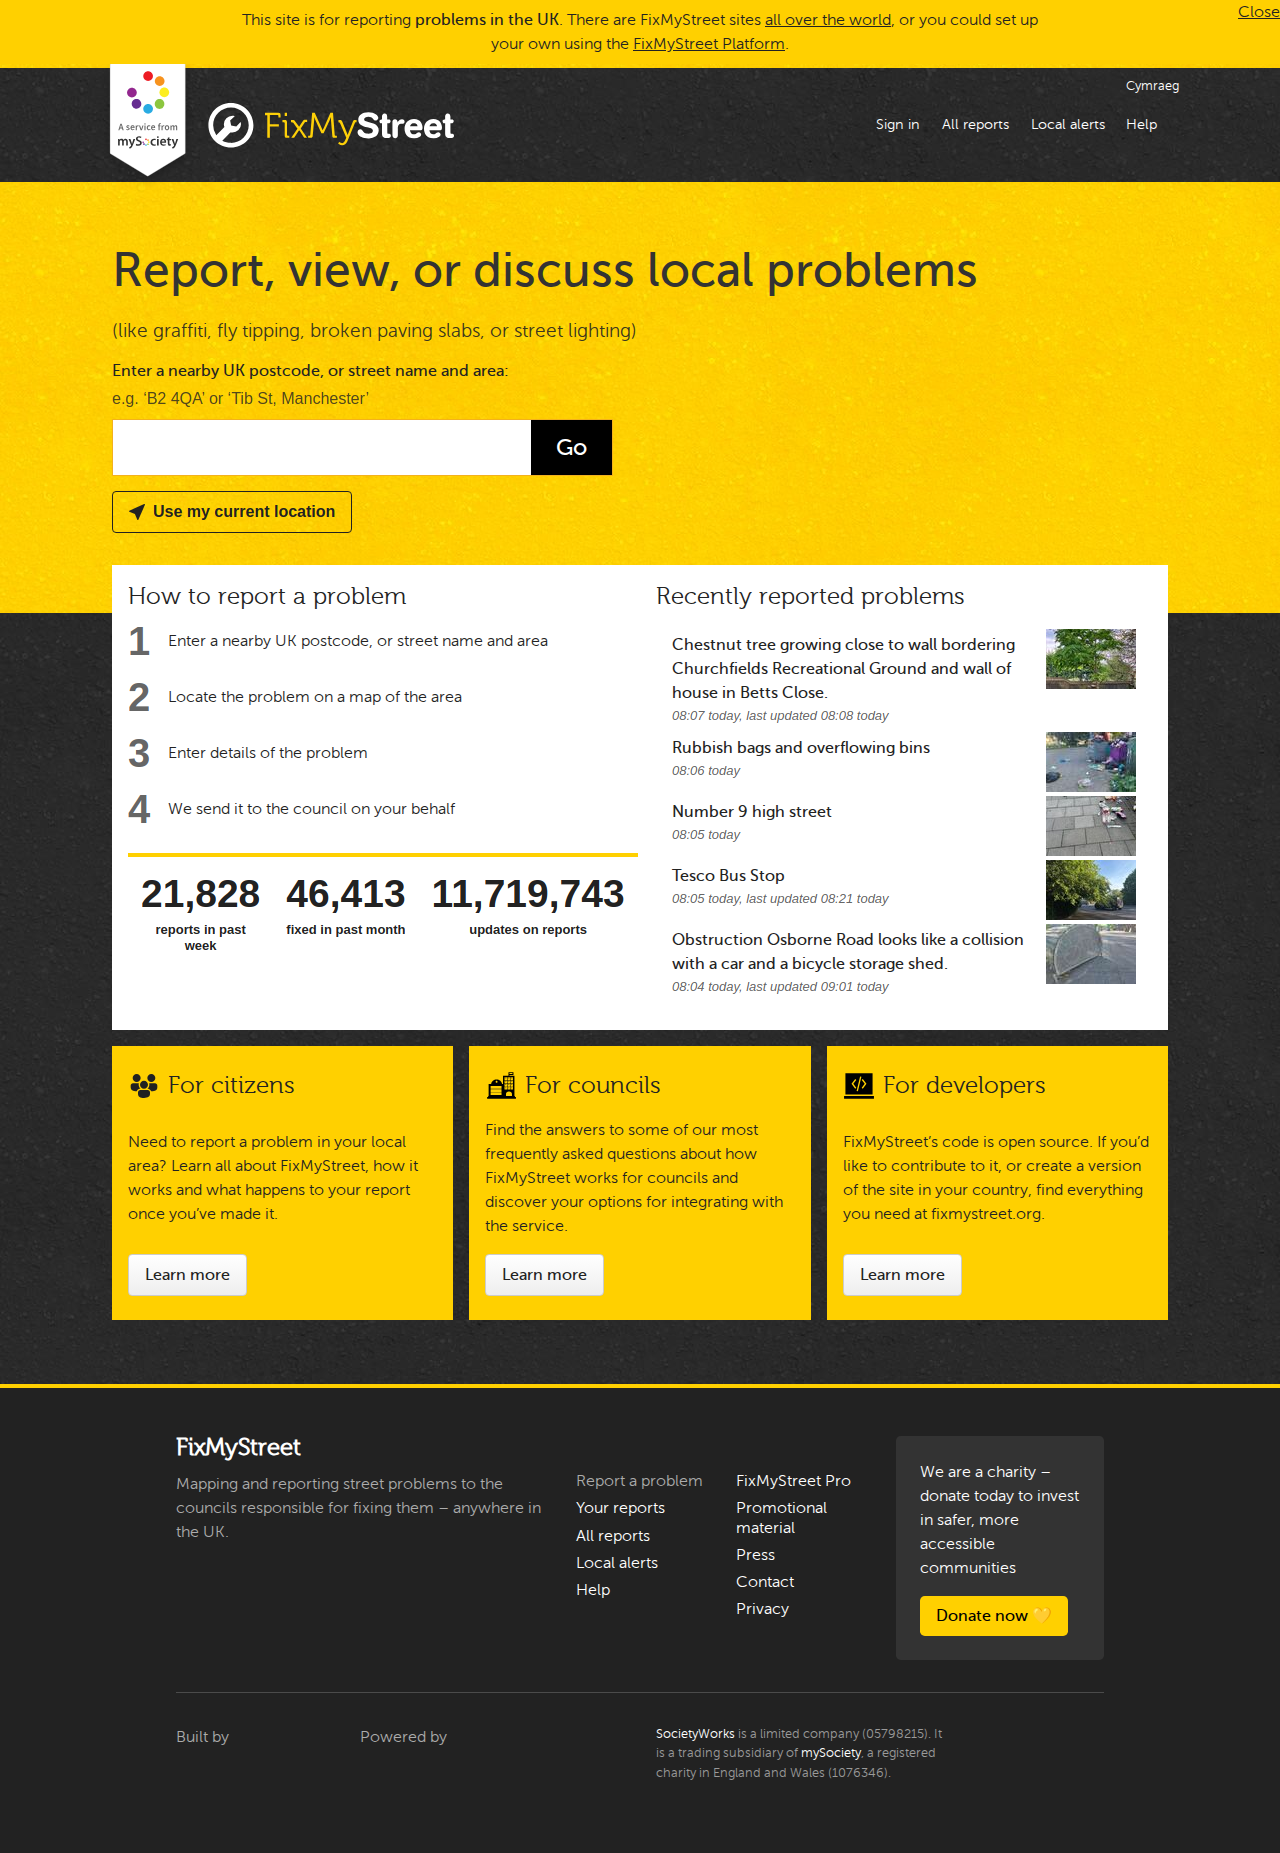 This site is for reporting problems in the UK. There are FixMyStreet sites all over the world, or you could set up
your own using the FixMyStreet Platform.
Close
Cymraeg
A service from
mySociety
FixMyStreet
Sign in
All reports
Local alerts
Help
Report, view, or discuss local problems
(like graffiti, fly tipping, broken paving slabs, or street lighting)
Enter a nearby UK postcode, or street name and area:
e.g. ‘B2 4QA’ or ‘Tib St, Manchester’
Go
Use my current location
How to report a problem
1 Enter a nearby UK postcode, or street name and area
2 Locate the problem on a map of the area
3 Enter details of the problem
4 We send it to the council on your behalf
21,828
reports in past
week
46,413
fixed in past month
11,719,743
updates on reports
Recently reported problems
Chestnut tree growing close to wall bordering
Churchfields Recreational Ground and wall of
house in Betts Close.
08:07 today, last updated 08:08 today
Rubbish bags and overflowing bins
08:06 today
Number 9 high street
08:05 today
Tesco Bus Stop
08:05 today, last updated 08:21 today
Obstruction Osborne Road looks like a collision
with a car and a bicycle storage shed.
08:04 today, last updated 09:01 today
For citizens
Need to report a problem in your local
area? Learn all about FixMyStreet, how it
works and what happens to your report
once you’ve made it.
Learn more
For councils
Find the answers to some of our most
frequently asked questions about how
FixMyStreet works for councils and
discover your options for integrating with
the service.
Learn more
For developers
FixMyStreet’s code is open source. If you’d
like to contribute to it, or create a version
of the site in your country, find everything
you need at fixmystreet.org.
Learn more
FixMyStreet
Mapping and reporting street problems to the
councils responsible for fixing them – anywhere in
the UK.
Report a problem
Your reports
All reports
Local alerts
Help
FixMyStreet Pro
Promotional
material
Press
Contact
Privacy
We are a charity –
donate today to invest
in safer, more
accessible
communities
Donate now 💛
Built by
Powered by
SocietyWorks is a limited company (05798215). It
is a trading subsidiary of mySociety, a registered
charity in England and Wales (1076346).